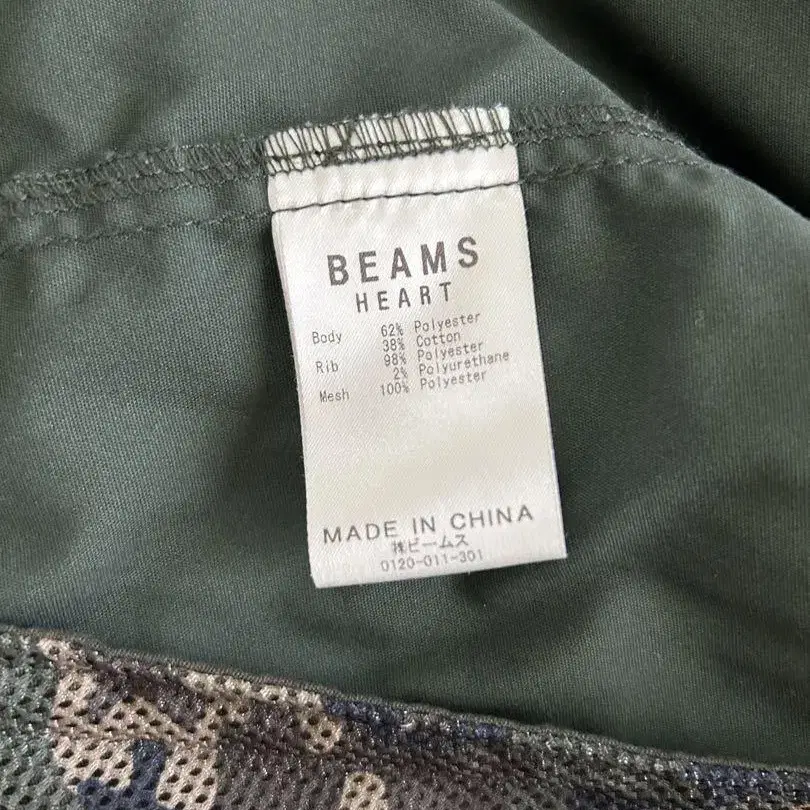 BEAMS
HEART
Body 62% Polyester
38% Cotton
Rib 98% Polyester
2% Polyurethane
Mesh 100% Polyester
MADE IN CHINA
㈱ビームス
0120-011-301